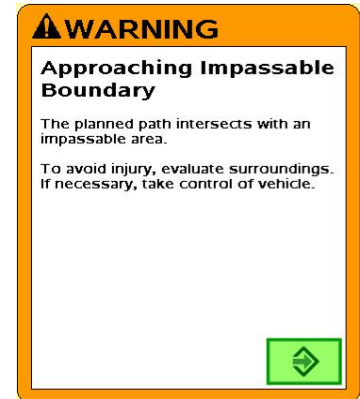 WARNING
Approaching Impassable
Boundary
The planned path intersects with an
impassable area.
To avoid injury, evaluate surroundings.
If necessary, take control of vehicle.